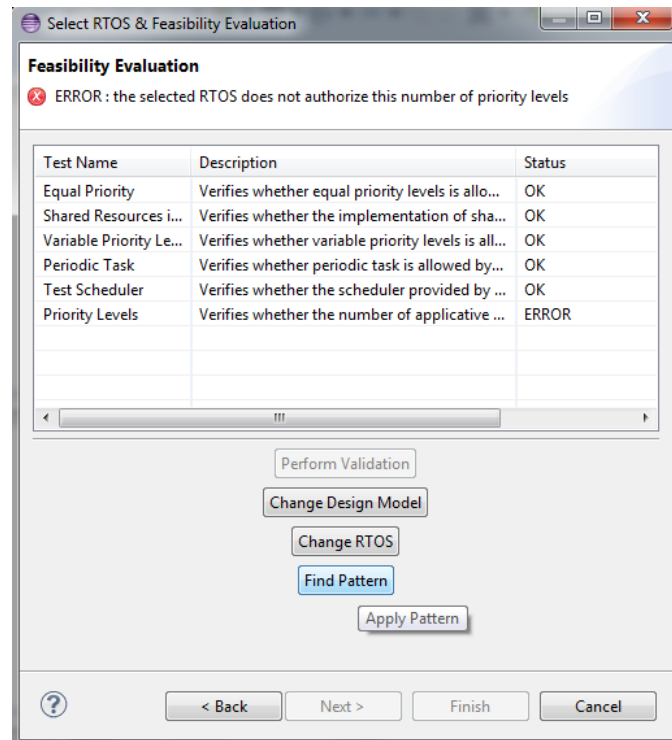 Select RTOS & Feasibility Evaluation
Feasibility Evaluation
ERROR : the selected RTOS does not authorize this number of priority levels
Test Name Description Status
Equal Priority Verifies whether equal priority levels is allo... OK
Shared Resources i... Verifies whether the implementation of sha... OK
Variable Priority Le... Verifies whether variable priority levels is all... OK
Periodic Task Verifies whether periodic task is allowed by... OK
Test Scheduler Verifies whether the scheduler provided by ... OK
Priority Levels Verifies whether the number of applicative ... ERROR
Perform Validation
Change Design Model
Change RTOS
Find Pattern
Apply Pattern
? < Back Next > Finish Cancel